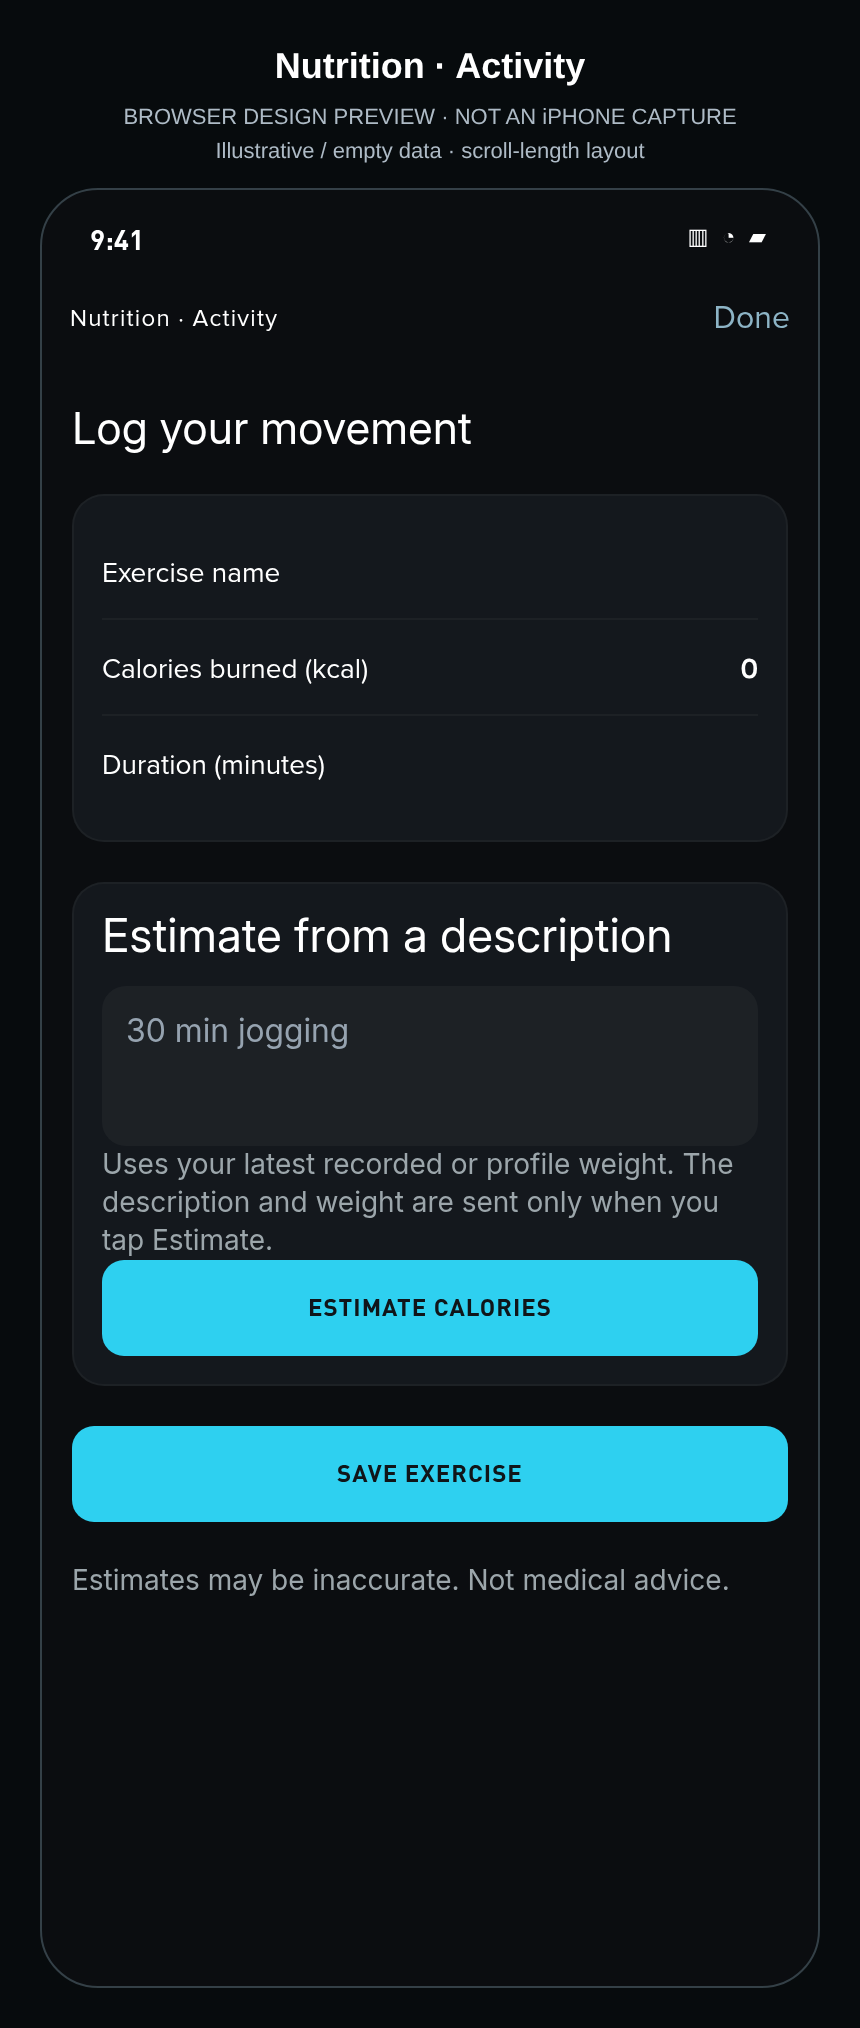 Nutrition · Activity
BROWSER DESIGN PREVIEW · NOT AN iPHONE CAPTURE
Illustrative / empty data · scroll-length layout
9:41
Nutrition · Activity
Done
Log your movement
Exercise name
Calories burned (kcal)
0
Duration (minutes)
Estimate from a description
30 min jogging
Uses your latest recorded or profile weight. The
description and weight are sent only when you
tap Estimate.
ESTIMATE CALORIES
SAVE EXERCISE
Estimates may be inaccurate. Not medical advice.